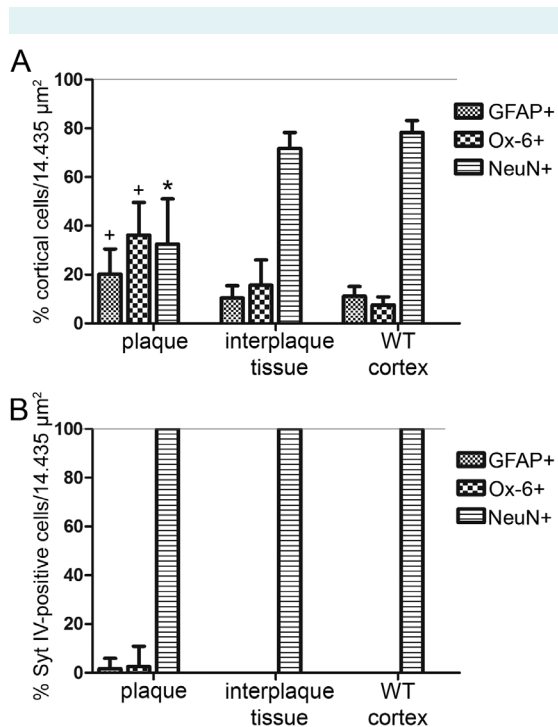 A
% cortical cells/14.435 µm²
100
80
60
40
20
0
+
+
*
plaque
interplaque
tissue
WT
cortex
GFAP+
Ox-6+
NeuN+
B
% Syt IV-positive cells/14.435 µm²
100
80
60
40
20
0
plaque
interplaque
tissue
WT
cortex
GFAP+
Ox-6+
NeuN+